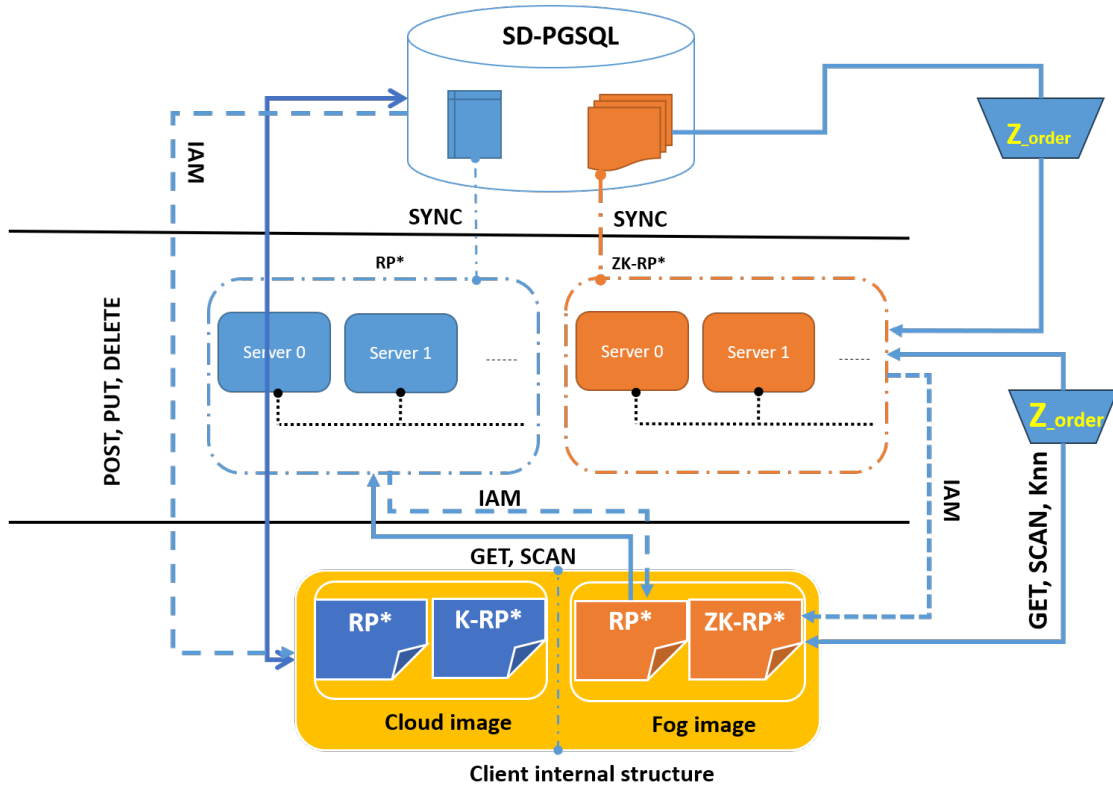 SD-PGSQL
Z_order
IAM
SYNC
SYNC
RP*
ZK-RP*
POST, PUT, DELETE
Server 0
Server 1
......
Server 0
Server 1
......
Z_order
IAM
IAM
GET, SCAN, Knn
GET, SCAN
RP*
K-RP*
RP*
ZK-RP*
Cloud image
Fog image
Client internal structure